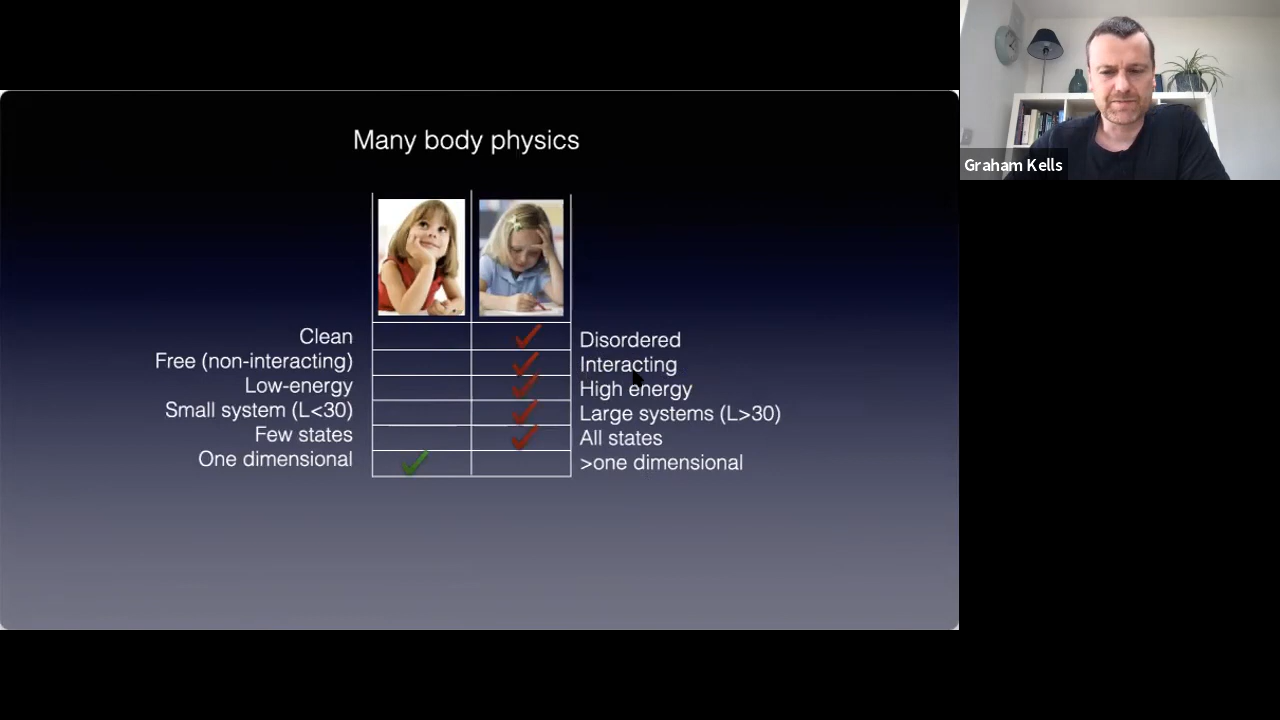 Many body physics
Graham Kells
Clean
Disordered
Free (non-interacting)
Interacting
Low-energy
High energy
Small system (L<30)
Large systems (L>30)
Few states
All states
One dimensional
>one dimensional